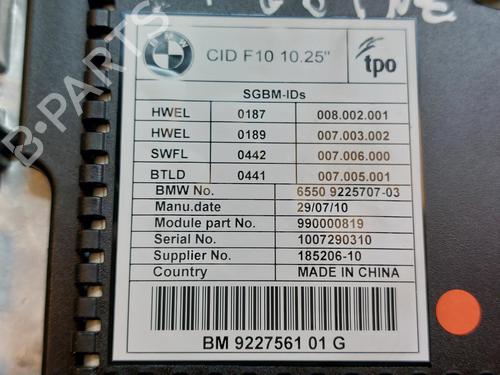 BMW
CID F10 10.25"
tpo
SGBM-IDs
HWEL 0187 008.002.001
HWEL 0189 007.003.002
SWFL 0442 007.006.000
BTLD 0441 007.005.001
BMW No. 6550 9225707-03
Manu.date 29/07/10
Module part No. 990000819
Serial No. 1007290310
Supplier No. 185206-10
Country MADE IN CHINA
BM 9227561 01 G